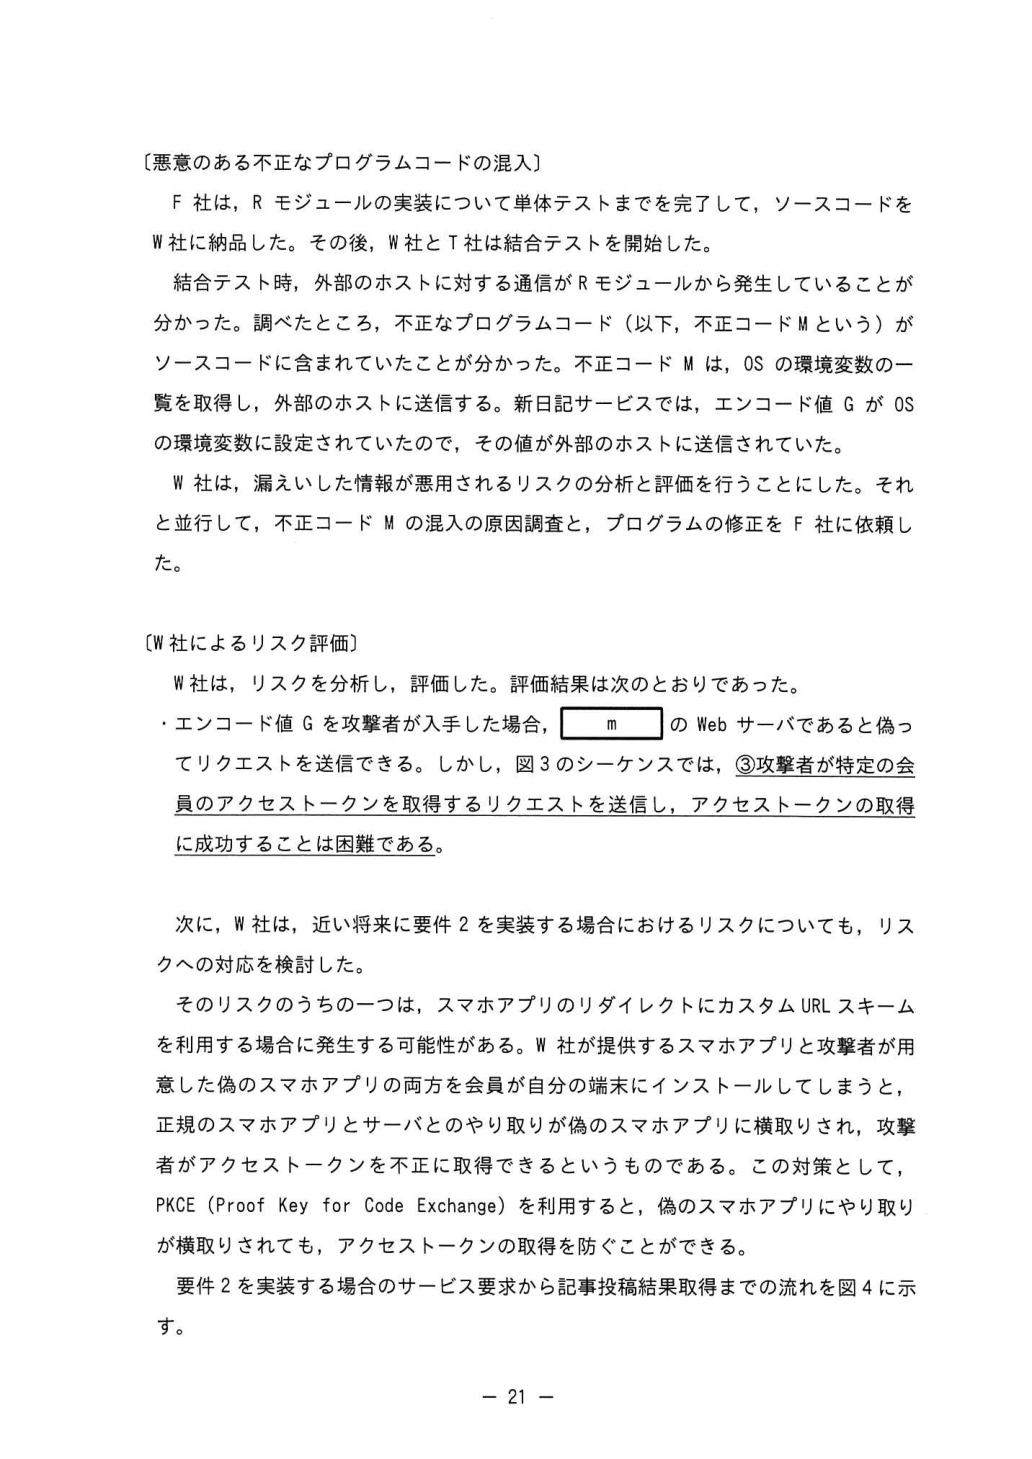 〔悪意のある不正なプログラムコードの混入〕
F 社は，R モジュールの実装について単体テストまでを完了して，ソースコードを
W 社に納品した。その後，W 社と T 社は結合テストを開始した。
結合テスト時，外部のホストに対する通信が R モジュールから発生していることが
分かった。調べたところ，不正なプログラムコード（以下，不正コード M という）が
ソースコードに含まれていたことが分かった。不正コード M は，OS の環境変数の一
覧を取得し，外部のホストに送信する。新日記サービスでは，エンコード値 G が OS
の環境変数に設定されていたので，その値が外部のホストに送信されていた。
W 社は，漏えいした情報が悪用されるリスクの分析と評価を行うことにした。それ
と並行して，不正コード M の混入の原因調査と，プログラムの修正を F 社に依頼し
た。
〔W 社によるリスク評価〕
W 社は，リスクを分析し，評価した。評価結果は次のとおりであった。
・エンコード値 G を攻撃者が入手した場合， m の Web サーバであると偽っ
てリクエストを送信できる。しかし，図 3 のシーケンスでは，③攻撃者が特定の会
員のアクセストークンを取得するリクエストを送信し，アクセストークンの取得
に成功することは困難である。
次に，W 社は，近い将来に要件 2 を実装する場合におけるリスクについても，リス
クへの対応を検討した。
そのリスクのうちの一つは，スマホアプリのリダイレクトにカスタム URL スキーム
を利用する場合に発生する可能性がある。W 社が提供するスマホアプリと攻撃者が用
意した偽のスマホアプリの両方を会員が自分の端末にインストールしてしまうと，
正規のスマホアプリとサーバとのやり取りが偽のスマホアプリに横取りされ，攻撃
者がアクセストークンを不正に取得できるというものである。この対策として，
PKCE（Proof Key for Code Exchange）を利用すると，偽のスマホアプリにやり取り
が横取りされても，アクセストークンの取得を防ぐことができる。
要件 2 を実装する場合のサービス要求から記事投稿結果取得までの流れを図 4 に示
す。
－ 21 －